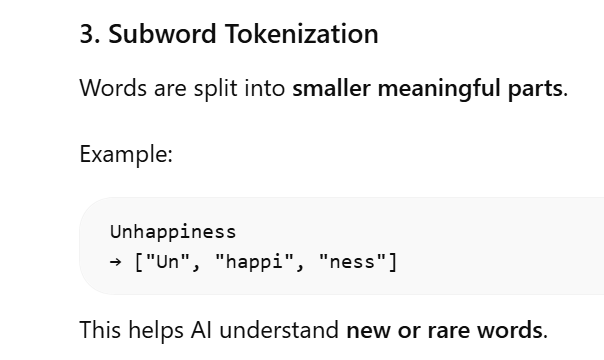 3. Subword Tokenization
Words are split into smaller meaningful parts.
Example:
Unhappiness
→ ["Un", "happi", "ness"]
This helps AI understand new or rare words.